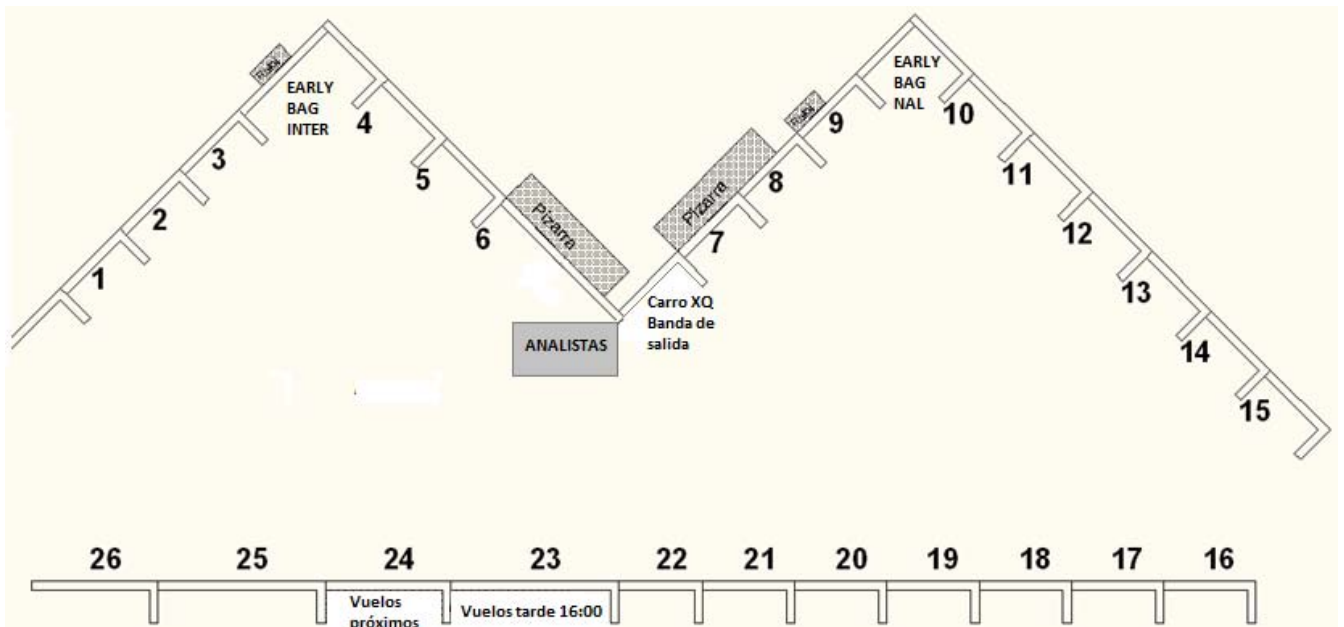 EARLY
BAG
INTER
EARLY
BAG
NAL
1
2
3
4
5
6
Pizarra
Pizarra
7
8
9
10
11
12
13
14
15
Carro XQ
Banda de
salida
ANALISTAS
26
25
24
23
22
21
20
19
18
17
16
Vuelos
próximos
Vuelos tarde 16:00